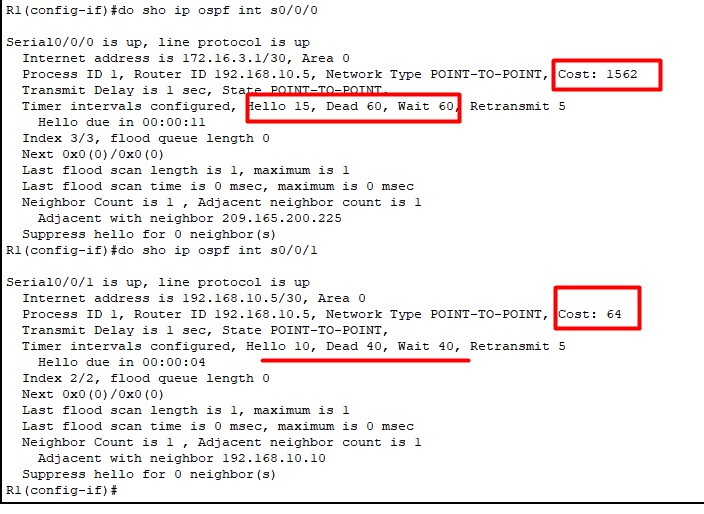 R1(config-if)#do sho ip ospf int s0/0/0
Serial0/0/0 is up, line protocol is up
Internet address is 172.16.3.1/30, Area 0
Process ID 1, Router ID 192.168.10.5, Network Type POINT-TO-POINT, Cost: 1562
Transmit Delay is 1 sec, State POINT-TO-POINT,
Timer intervals configured, Hello 15, Dead 60, Wait 60, Retransmit 5
Hello due in 00:00:11
Index 3/3, flood queue length 0
Next 0x0(0)/0x0(0)
Last flood scan length is 1, maximum is 1
Last flood scan time is 0 msec, maximum is 0 msec
Neighbor Count is 1 , Adjacent neighbor count is 1
Adjacent with neighbor 209.165.200.225
Suppress hello for 0 neighbor(s)
R1(config-if)#do sho ip ospf int s0/0/1
Serial0/0/1 is up, line protocol is up
Internet address is 192.168.10.5/30, Area 0
Process ID 1, Router ID 192.168.10.5, Network Type POINT-TO-POINT, Cost: 64
Transmit Delay is 1 sec, State POINT-TO-POINT,
Timer intervals configured, Hello 10, Dead 40, Wait 40, Retransmit 5
Hello due in 00:00:04
Index 2/2, flood queue length 0
Next 0x0(0)/0x0(0)
Last flood scan length is 1, maximum is 1
Last flood scan time is 0 msec, maximum is 0 msec
Neighbor Count is 1 , Adjacent neighbor count is 1
Adjacent with neighbor 192.168.10.10
Suppress hello for 0 neighbor(s)
R1(config-if)#